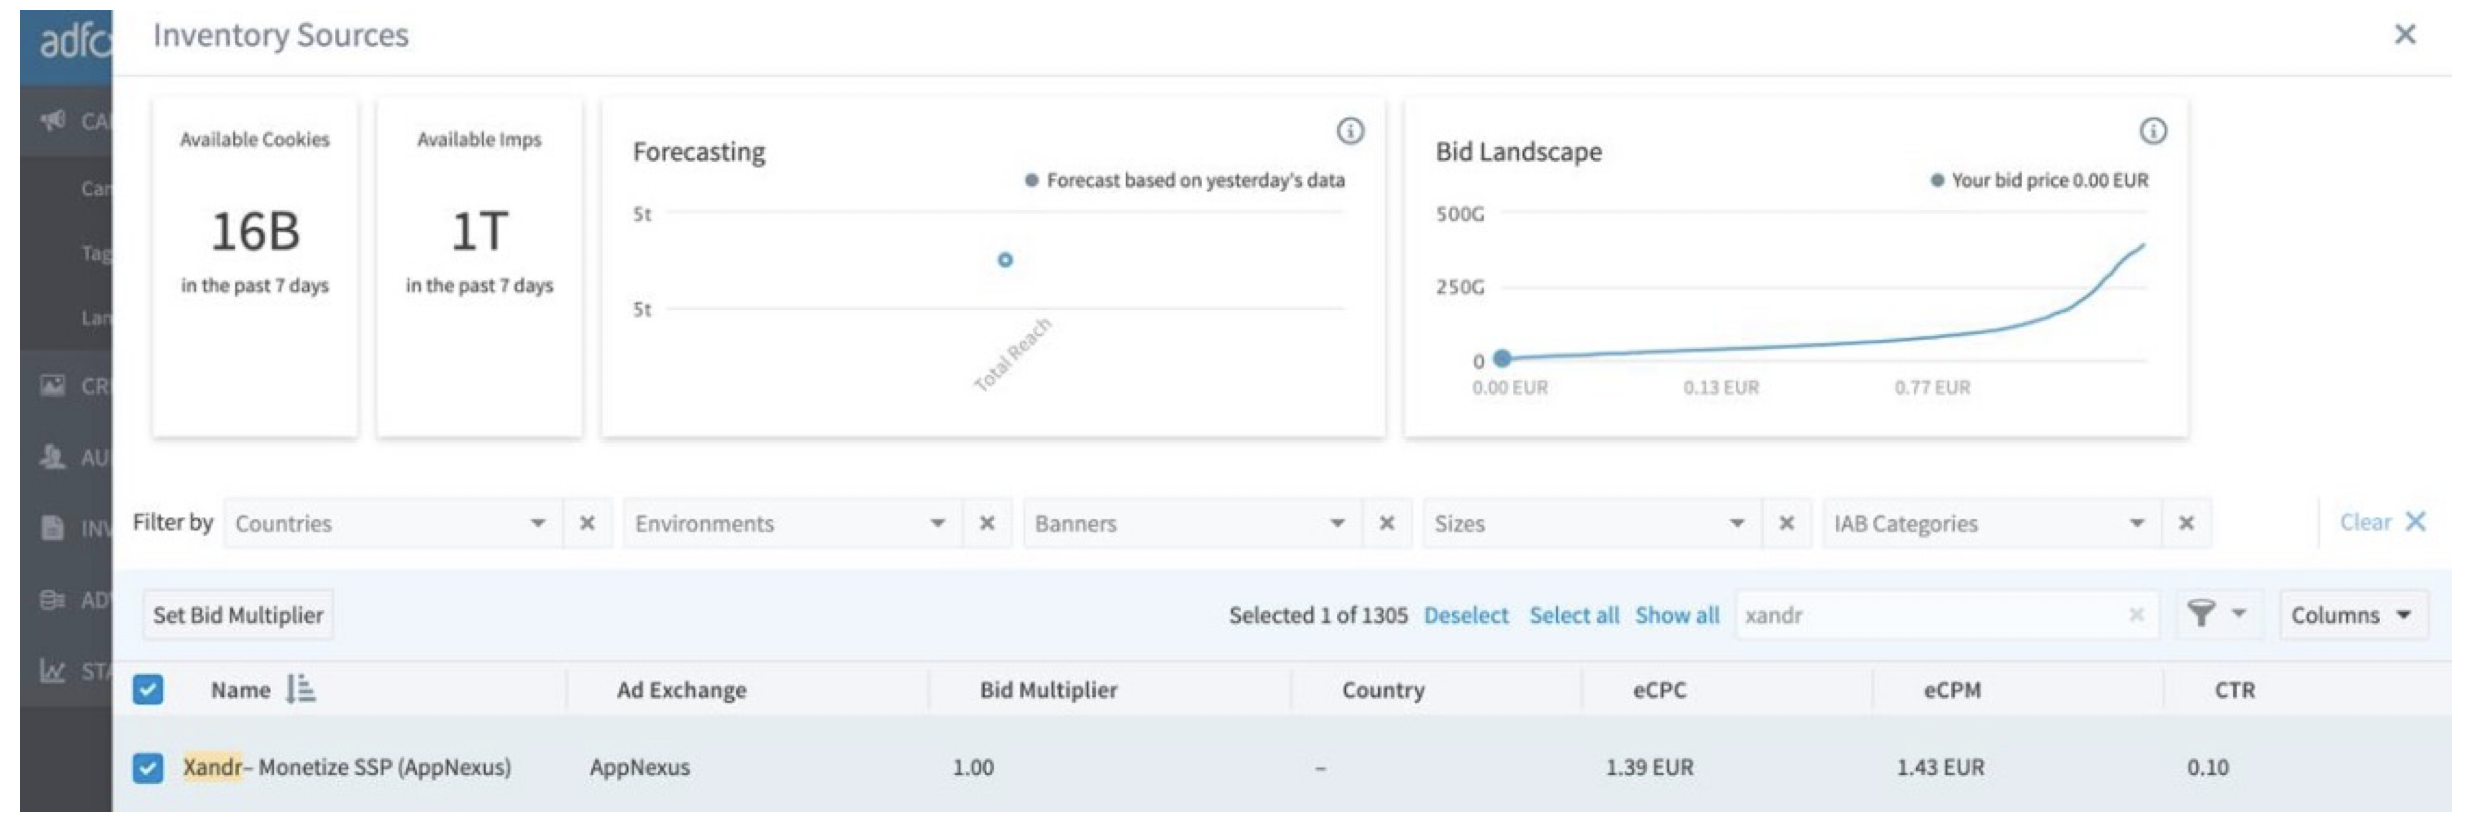 adfc
Inventory Sources
CA
Can
Tag
Lan
CR
AU
INV
AD
STA
Available Cookies
16B
in the past 7 days
Available Imps
1T
in the past 7 days
Forecasting
Forecast based on yesterday's data
5t
5t
Total Reach
Bid Landscape
Your bid price 0.00 EUR
500G
250G
0
0.00 EUR 0.13 EUR 0.77 EUR
Filter by Countries Environments Banners Sizes IAB Categories Clear
Set Bid Multiplier Selected 1 of 1305 Deselect Select all Show all xandr Columns
Name Ad Exchange Bid Multiplier Country eCPC eCPM CTR
Xandr– Monetize SSP (AppNexus) AppNexus 1.00 – 1.39 EUR 1.43 EUR 0.10